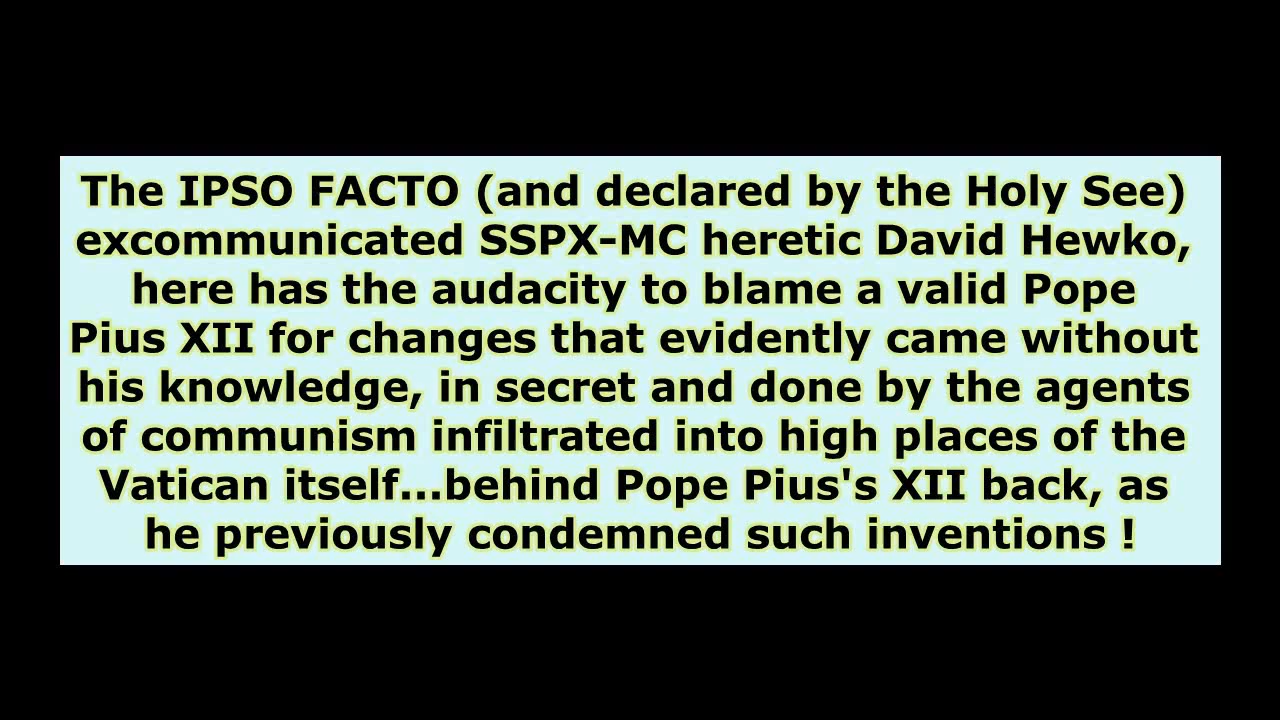 The IPSO FACTO (and declared by the Holy See)
excommunicated SSPX-MC heretic David Hewko,
here has the audacity to blame a valid Pope
Pius XII for changes that evidently came without
his knowledge, in secret and done by the agents
of communism infiltrated into high places of the
Vatican itself...behind Pope Pius's XII back, as
he previously condemned such inventions !